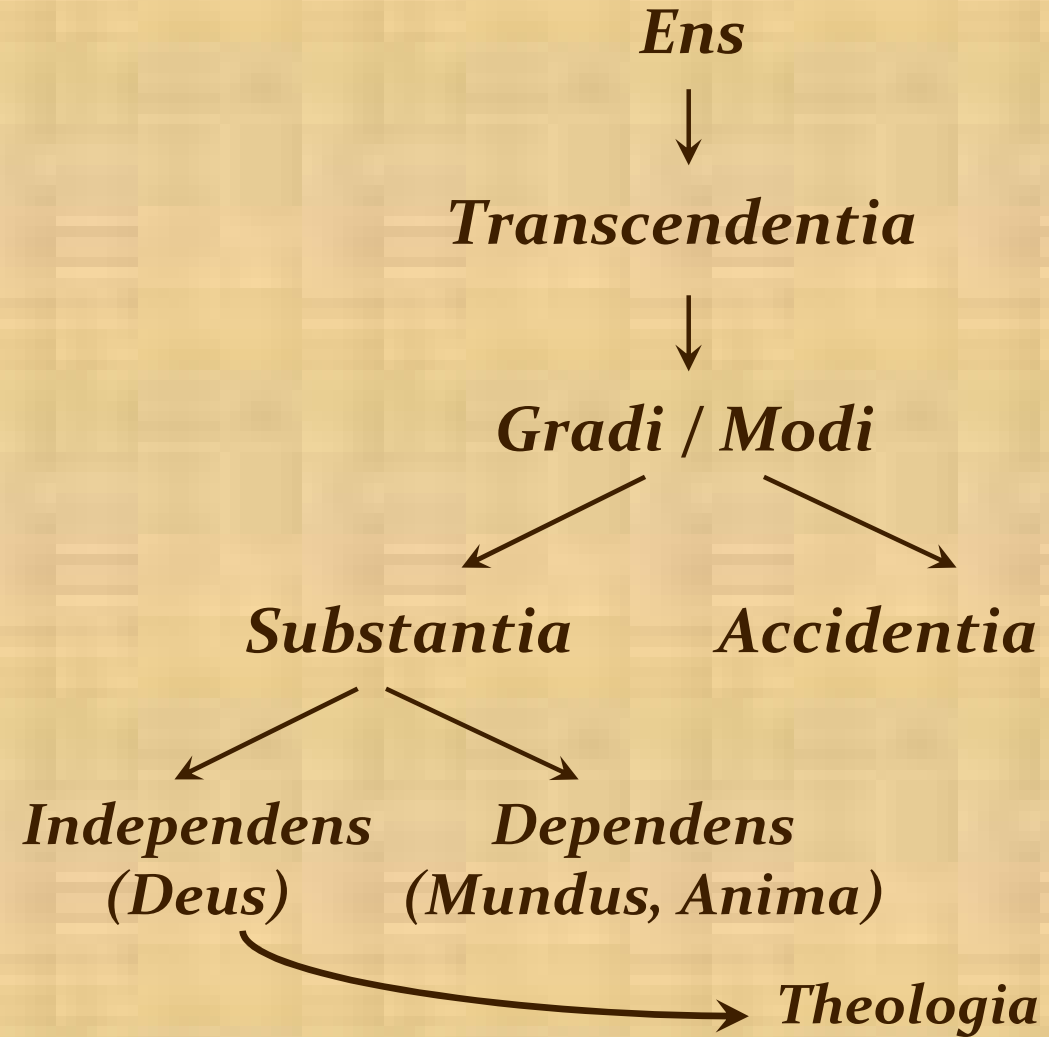 Ens
Transcendentia
Gradi / Modi
Substantia Accidentia
Independens Dependens
(Deus) (Mundus, Anima)
Theologia